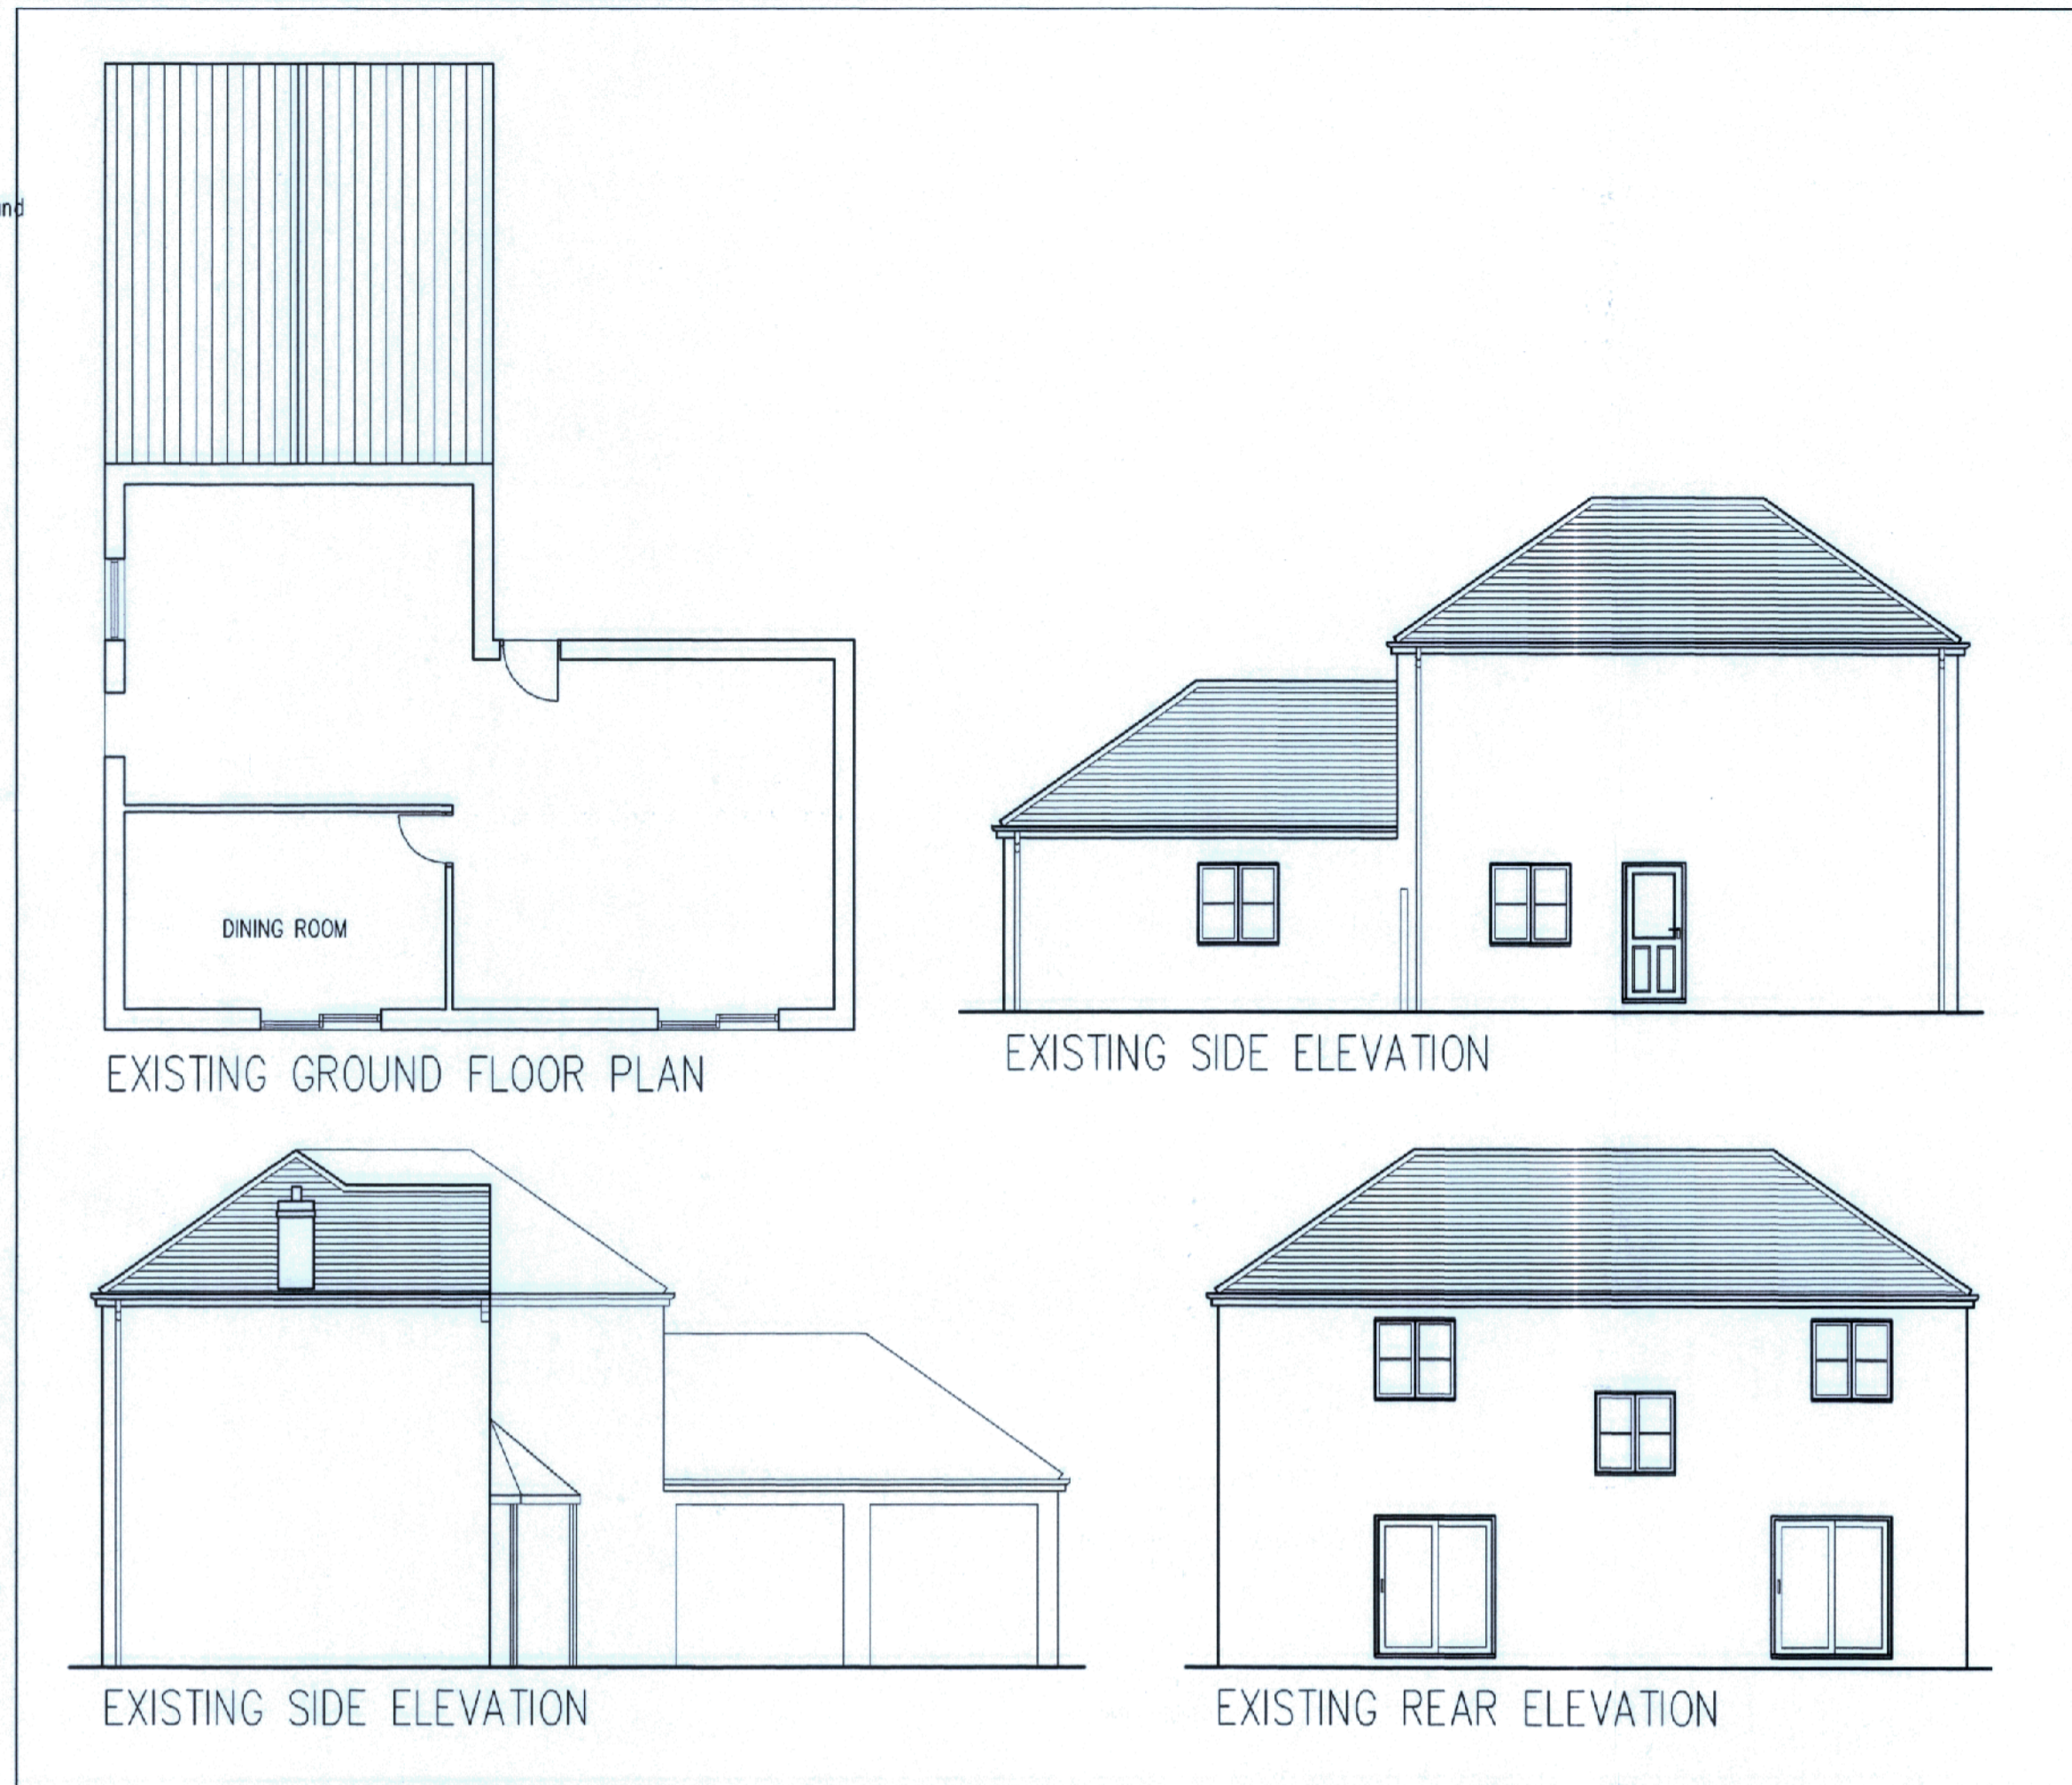 DINING ROOM
EXISTING GROUND FLOOR PLAN
EXISTING SIDE ELEVATION
EXISTING SIDE ELEVATION
EXISTING REAR ELEVATION